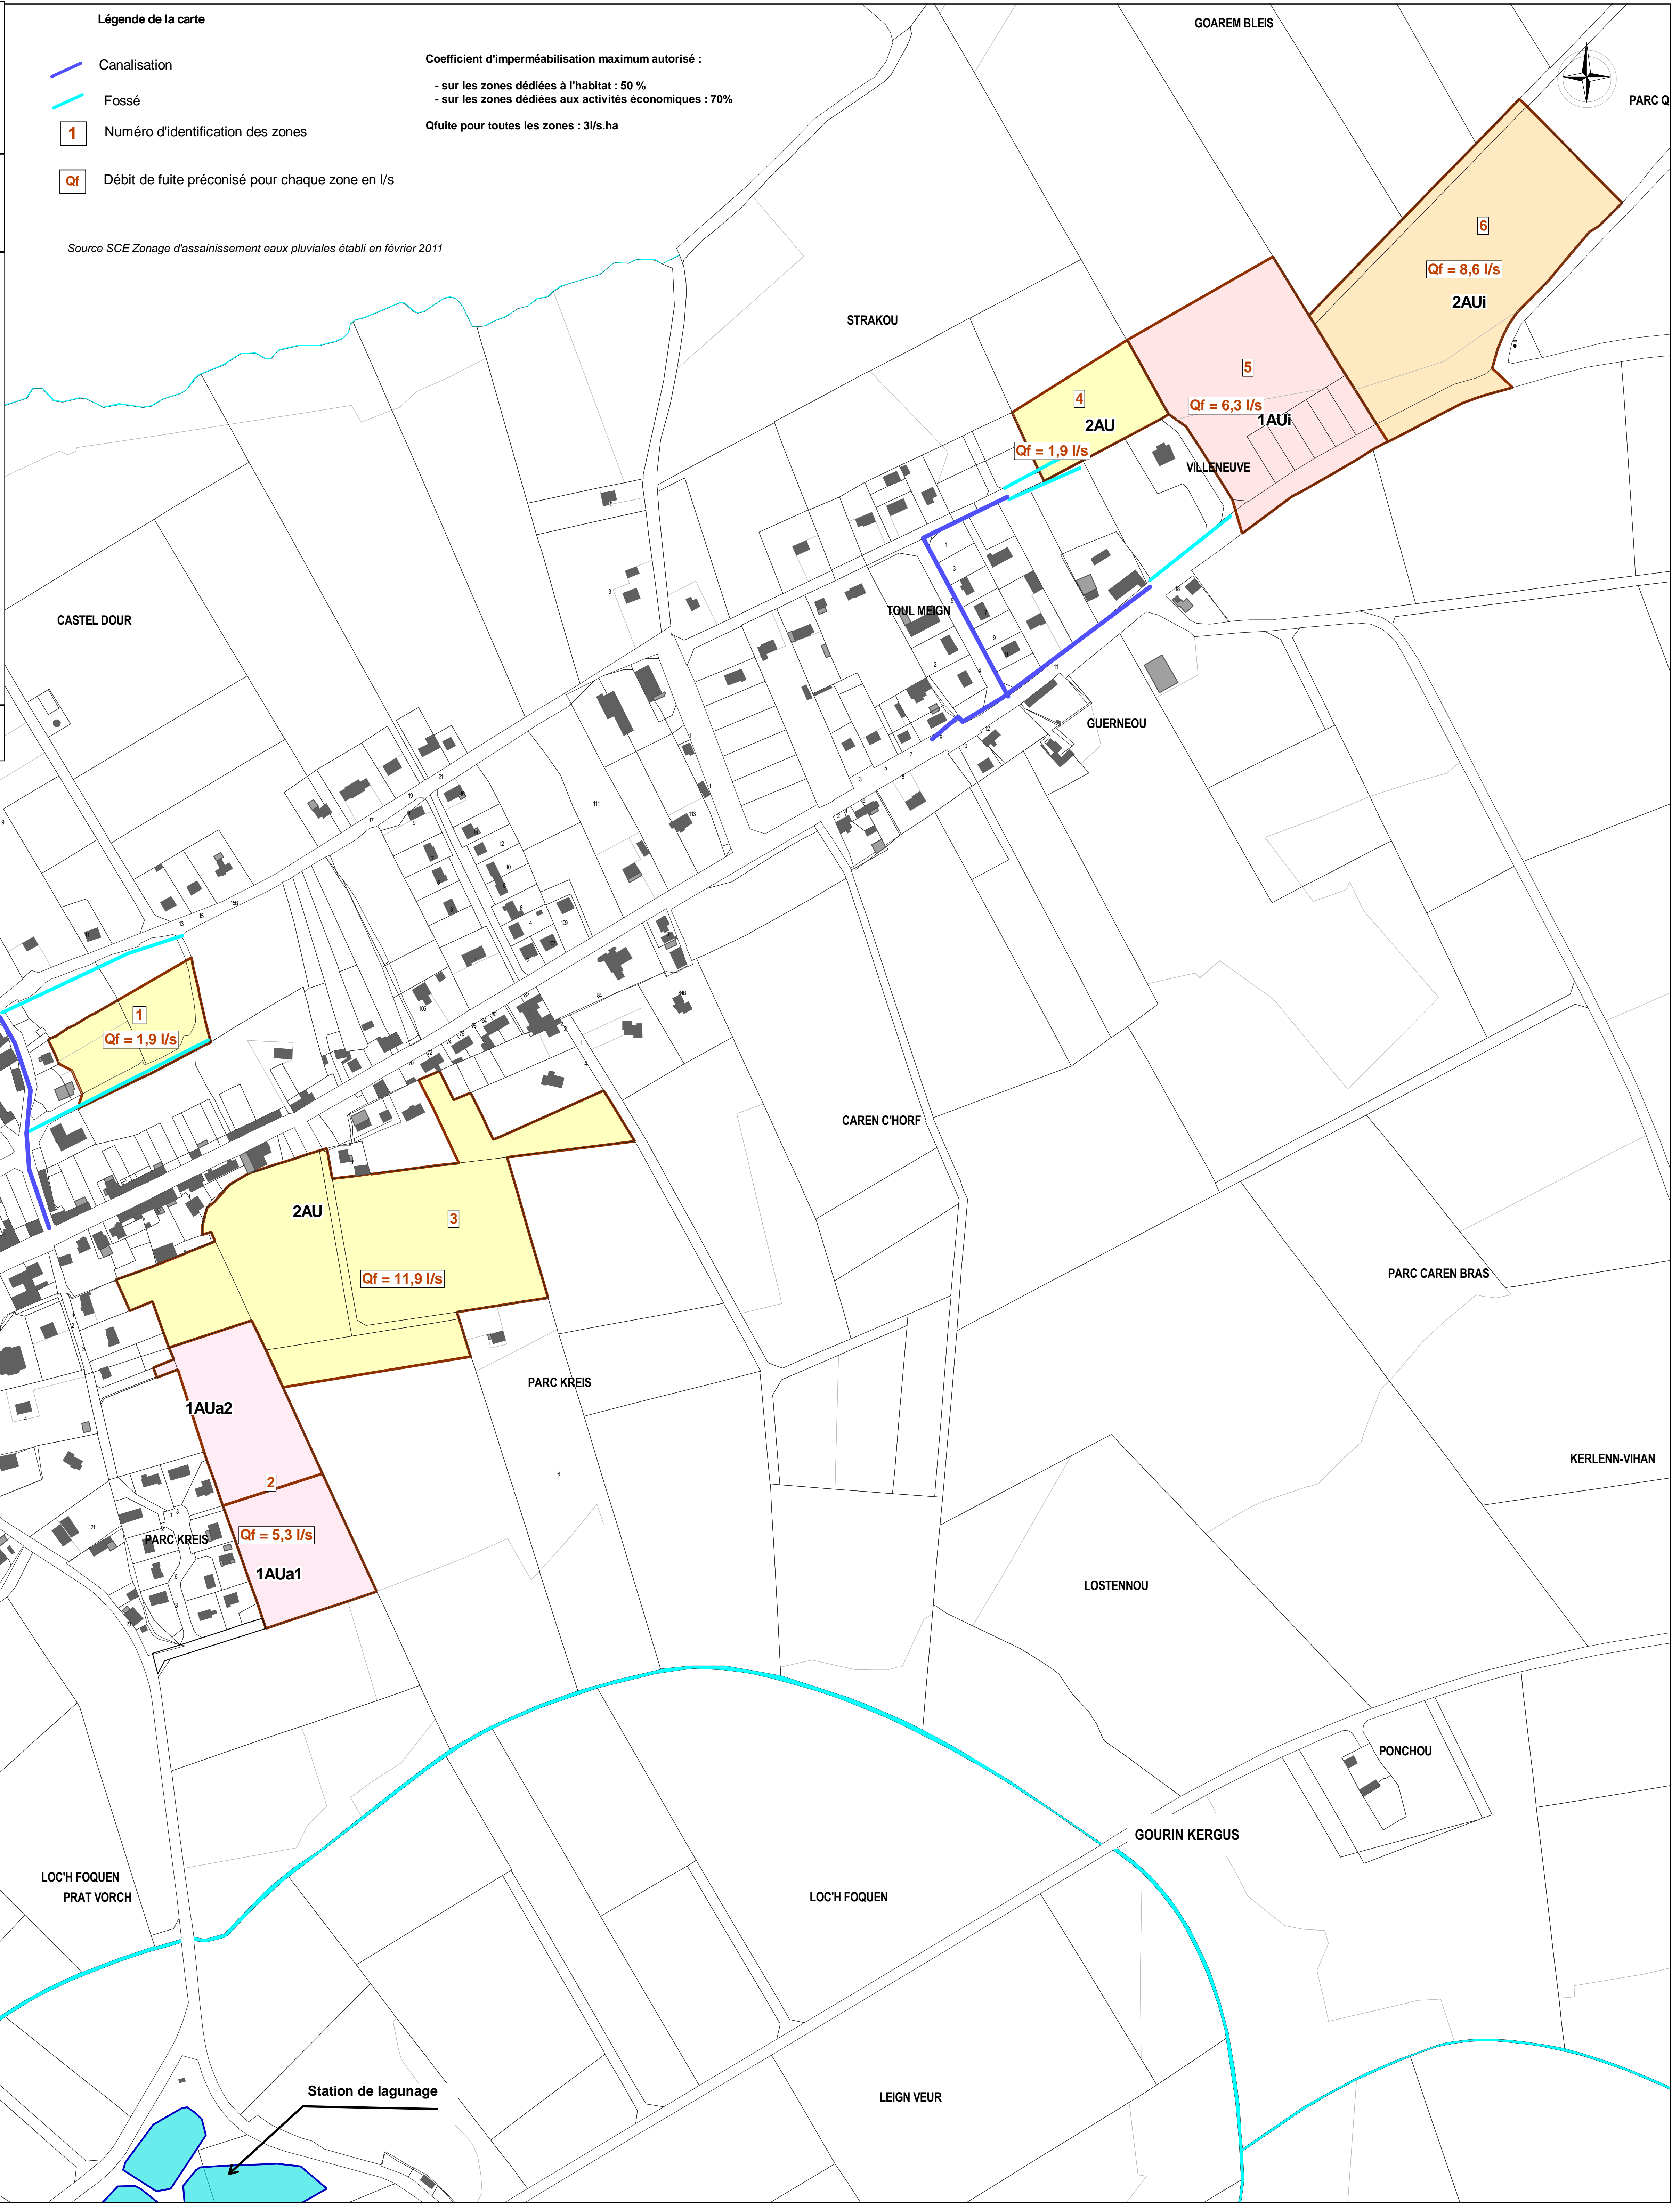 Légende de la carte
Canalisation
Fossé
1 Numéro d'identification des zones
Qf Débit de fuite préconisé pour chaque zone en l/s
Coefficient d'imperméabilisation maximum autorisé :
- sur les zones dédiées à l'habitat : 50 %
- sur les zones dédiées aux activités économiques : 70%
Qfuite pour toutes les zones : 3l/s.ha
Source SCE Zonage d'assainissement eaux pluviales établi en février 2011
GOAREM BLEIS
PARC Q
6
Qf = 8,6 l/s
2AUi
STRAKOU
5
Qf = 6,3 l/s
1AUi
4
2AU
Qf = 1,9 l/s
VILLENEUVE
CASTEL DOUR
TOUL MEIGN
GUERNEOU
1
Qf = 1,9 l/s
CAREN C'HORF
2AU
3
Qf = 11,9 l/s
PARC CAREN BRAS
PARC KREIS
1AUa2
KERLENN-VIHAN
2
Qf = 5,3 l/s
PARC KREIS
1AUa1
LOSTENNOU
PONCHOU
GOURIN KERGUS
LOC'H FOQUEN
PRAT VORCH
LOC'H FOQUEN
Station de lagunage
LEIGN VEUR